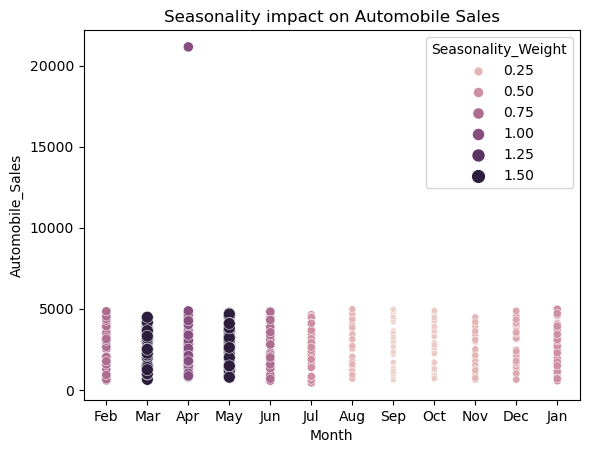 Seasonality impact on Automobile Sales
Automobile_Sales
20000
15000
10000
5000
0
Seasonality_Weight
0.25
0.50
0.75
1.00
1.25
1.50
Feb Mar Apr May Jun Jul Aug Sep Oct Nov Dec Jan
Month